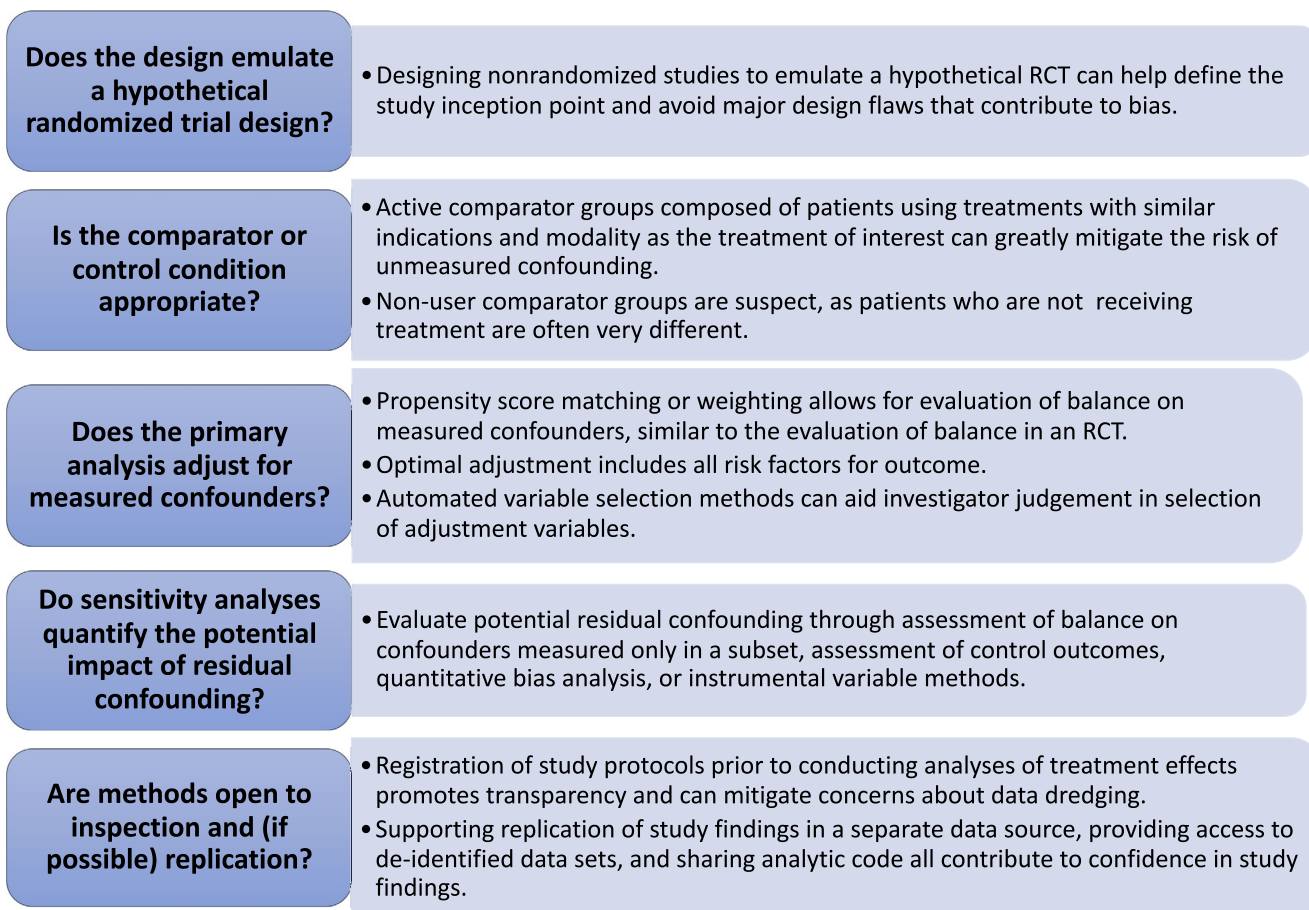 Does the design emulate
a hypothetical
randomized trial design?
• Designing nonrandomized studies to emulate a hypothetical RCT can help define the
study inception point and avoid major design flaws that contribute to bias.
Is the comparator or
control condition
appropriate?
• Active comparator groups composed of patients using treatments with similar
indications and modality as the treatment of interest can greatly mitigate the risk of
unmeasured confounding.
• Non-user comparator groups are suspect, as patients who are not receiving
treatment are often very different.
Does the primary
analysis adjust for
measured confounders?
• Propensity score matching or weighting allows for evaluation of balance on
measured confounders, similar to the evaluation of balance in an RCT.
• Optimal adjustment includes all risk factors for outcome.
• Automated variable selection methods can aid investigator judgement in selection
of adjustment variables.
Do sensitivity analyses
quantify the potential
impact of residual
confounding?
• Evaluate potential residual confounding through assessment of balance on
confounders measured only in a subset, assessment of control outcomes,
quantitative bias analysis, or instrumental variable methods.
Are methods open to
inspection and (if
possible) replication?
• Registration of study protocols prior to conducting analyses of treatment effects
promotes transparency and can mitigate concerns about data dredging.
• Supporting replication of study findings in a separate data source, providing access to
de-identified data sets, and sharing analytic code all contribute to confidence in study
findings.